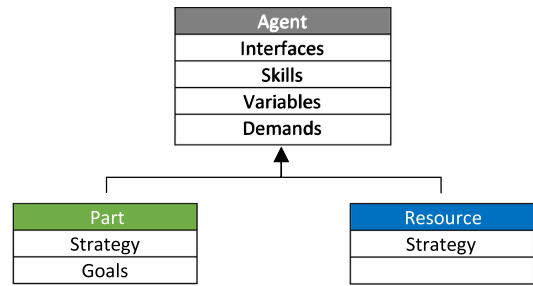 Agent
Interfaces
Skills
Variables
Demands
Part
Strategy
Goals
Resource
Strategy